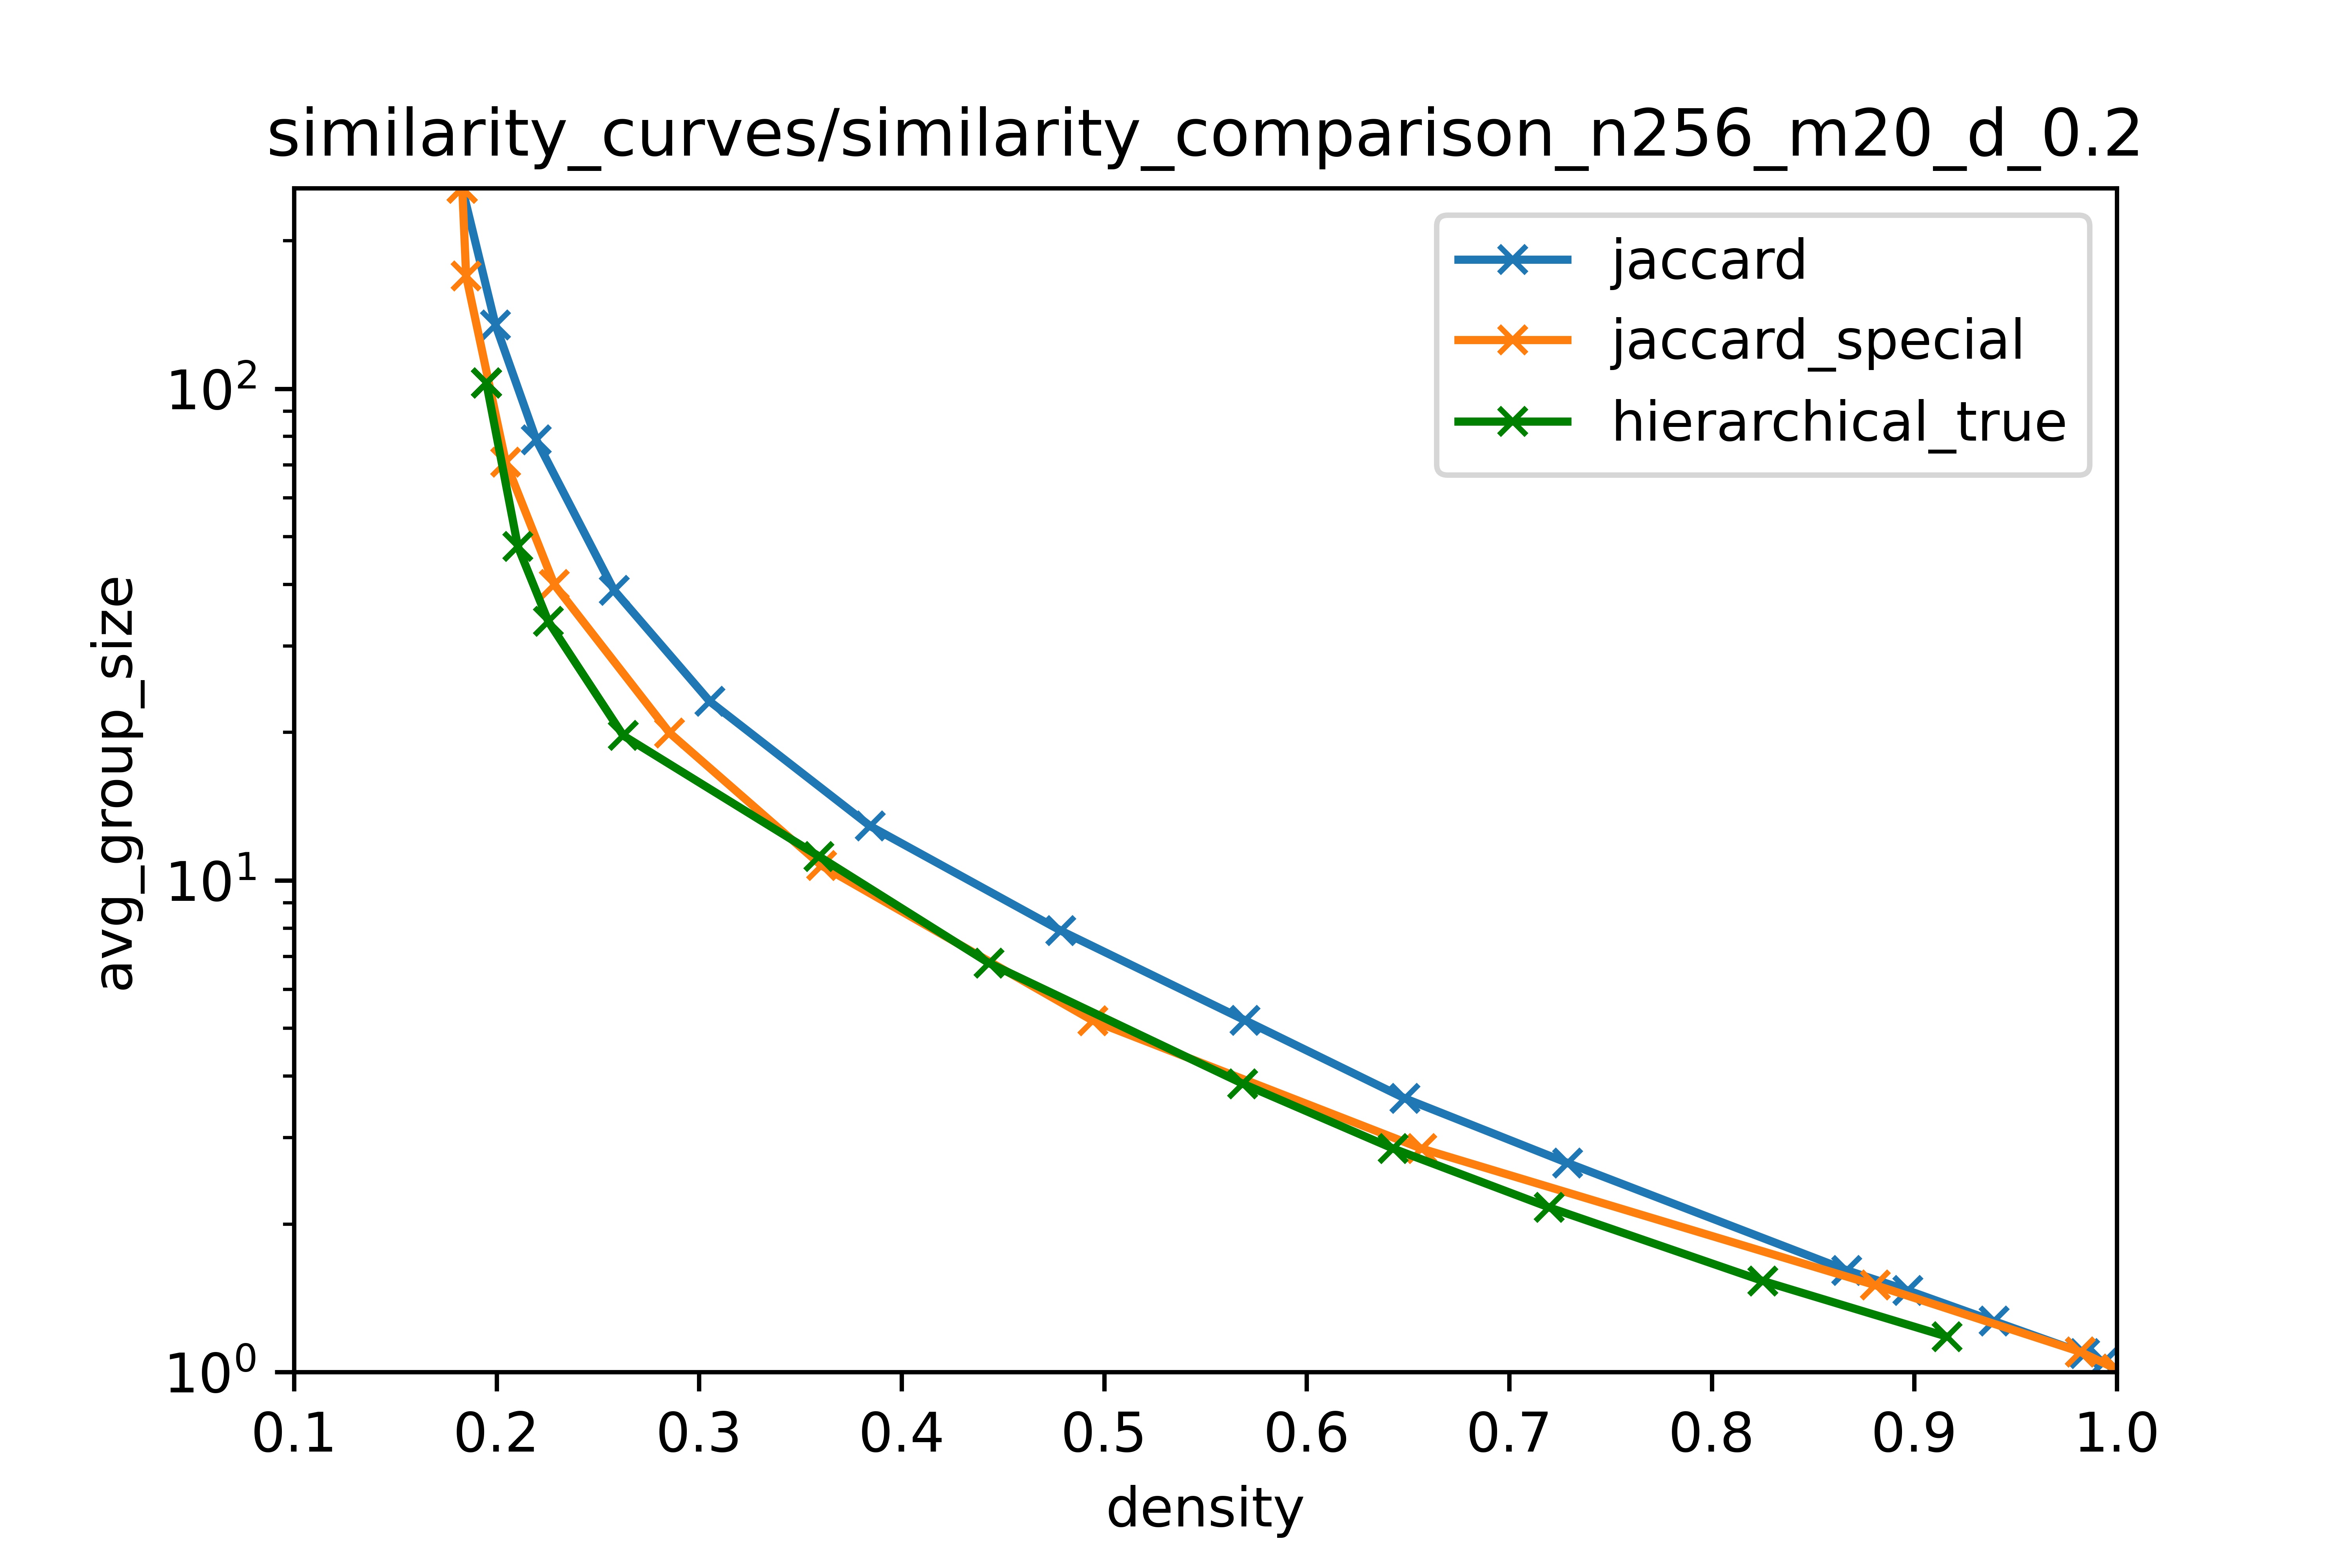 similarity_curves/similarity_comparison_n256_m20_d_0.2
jaccard
jaccard_special
hierarchical_true
avg_group_size
10²
10¹
10⁰
0.1 0.2 0.3 0.4 0.5 0.6 0.7 0.8 0.9 1.0
density